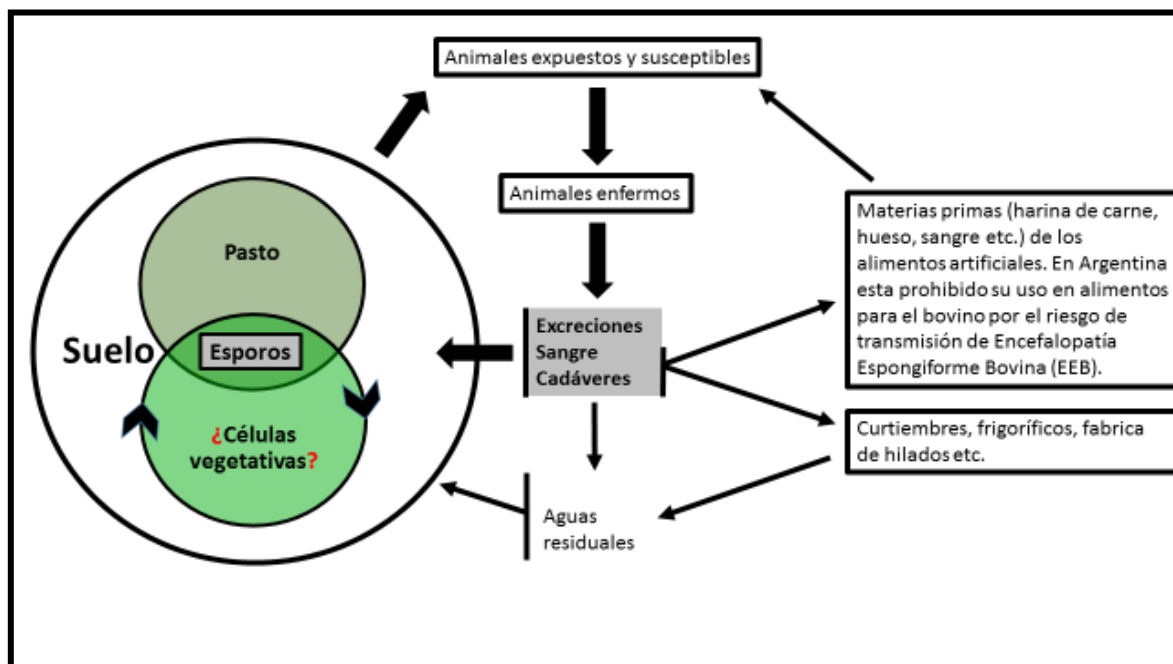 Animales expuestos y susceptibles
Animales enfermos
Pasto
Suelo
Esporos
¿Células
vegetativas?
Excreciones
Sangre
Cadáveres
Aguas
residuales
Materias primas (harina de carne,
hueso, sangre etc.) de los
alimentos artificiales. En Argentina
esta prohibido su uso en alimentos
para el bovino por el riesgo de
transmisión de Encefalopatía
Espongiforme Bovina (EEB).
Curtiembres, frigoríficos, fabrica
de hilados etc.